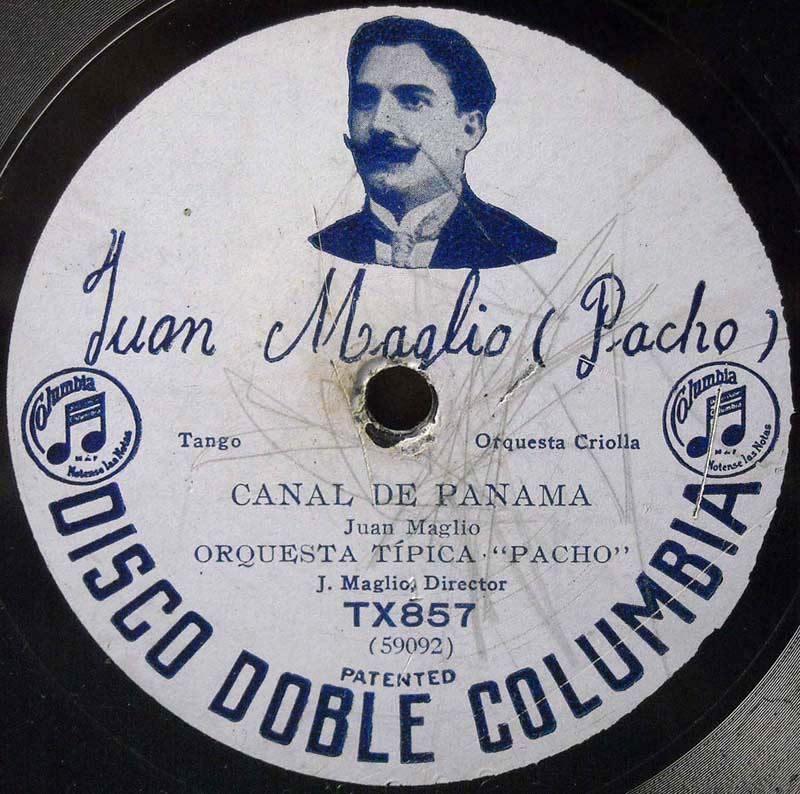 Juan Maglio (Pacho)
Columbia
Notense las Notas
Columbia
Columbia
Notense las Notas
Tango
Orquesta Criolla
CANAL DE PANAMA
Juan Maglio
ORQUESTA TÍPICA "PACHO"
J. Maglio, Director
TX857
(59092)
PATENTED
DISCO DOBLE COLUMBIA